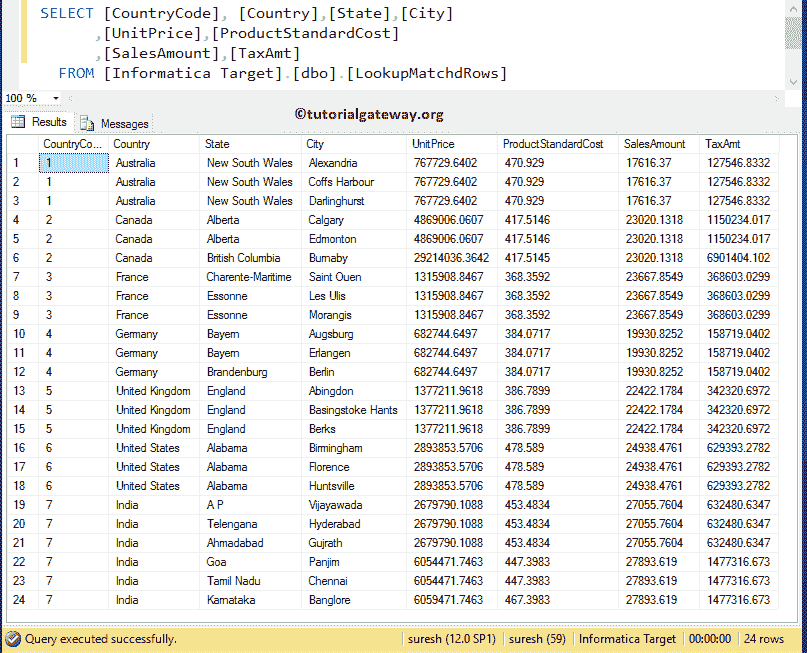 SELECT [CountryCode], [Country],[State],[City]
,[UnitPrice],[ProductStandardCost]
,[SalesAmount],[TaxAmt]
FROM [Informatica Target].[dbo].[LookupMatchdRows]
100 %
©tutorialgateway.org
Results Messages
CountryCo... Country State City UnitPrice ProductStandardCost SalesAmount TaxAmt
1 1 Australia New South Wales Alexandria 767729.6402 470.929 17616.37 127546.8332
2 1 Australia New South Wales Coffs Harbour 767729.6402 470.929 17616.37 127546.8332
3 1 Australia New South Wales Darlinghurst 767729.6402 470.929 17616.37 127546.8332
4 2 Canada Alberta Calgary 4869006.0607 417.5146 23020.1318 1150234.017
5 2 Canada Alberta Edmonton 4869006.0607 417.5146 23020.1318 1150234.017
6 2 Canada British Columbia Burnaby 29214036.3642 417.5145 23020.1318 6901404.102
7 3 France Charente-Maritime Saint Ouen 1315908.8467 368.3592 23667.8549 368603.0299
8 3 France Essonne Les Ulis 1315908.8467 368.3592 23667.8549 368603.0299
9 3 France Essonne Morangis 1315908.8467 368.3592 23667.8549 368603.0299
10 4 Germany Bayern Augsburg 682744.6497 384.0717 19930.8252 158719.0402
11 4 Germany Bayern Erlangen 682744.6497 384.0717 19930.8252 158719.0402
12 4 Germany Brandenburg Berlin 682744.6497 384.0717 19930.8252 158719.0402
13 5 United Kingdom England Abingdon 1377211.9618 386.7899 22422.1784 342320.6972
14 5 United Kingdom England Basingstoke Hants 1377211.9618 386.7899 22422.1784 342320.6972
15 5 United Kingdom England Berks 1377211.9618 386.7899 22422.1784 342320.6972
16 6 United States Alabama Birmingham 2893853.5706 478.589 24938.4761 629393.2782
17 6 United States Alabama Florence 2893853.5706 478.589 24938.4761 629393.2782
18 6 United States Alabama Huntsville 2893853.5706 478.589 24938.4761 629393.2782
19 7 India A P Vijayawada 2679790.1088 453.4834 27055.7604 632480.6347
20 7 India Telengana Hyderabad 2679790.1088 453.4834 27055.7604 632480.6347
21 7 India Ahmadabad Gujrath 2679790.1088 453.4834 27055.7604 632480.6347
22 7 India Goa Panjim 6054471.7463 447.3983 27893.619 1477316.673
23 7 India Tamil Nadu Chennai 6054471.7463 447.3983 27893.619 1477316.673
24 7 India Karnataka Banglore 6059471.7463 467.3983 27893.619 1477316.673
Query executed successfully. suresh (12.0 SP1) suresh (59) Informatica Target 00:00:00 24 rows